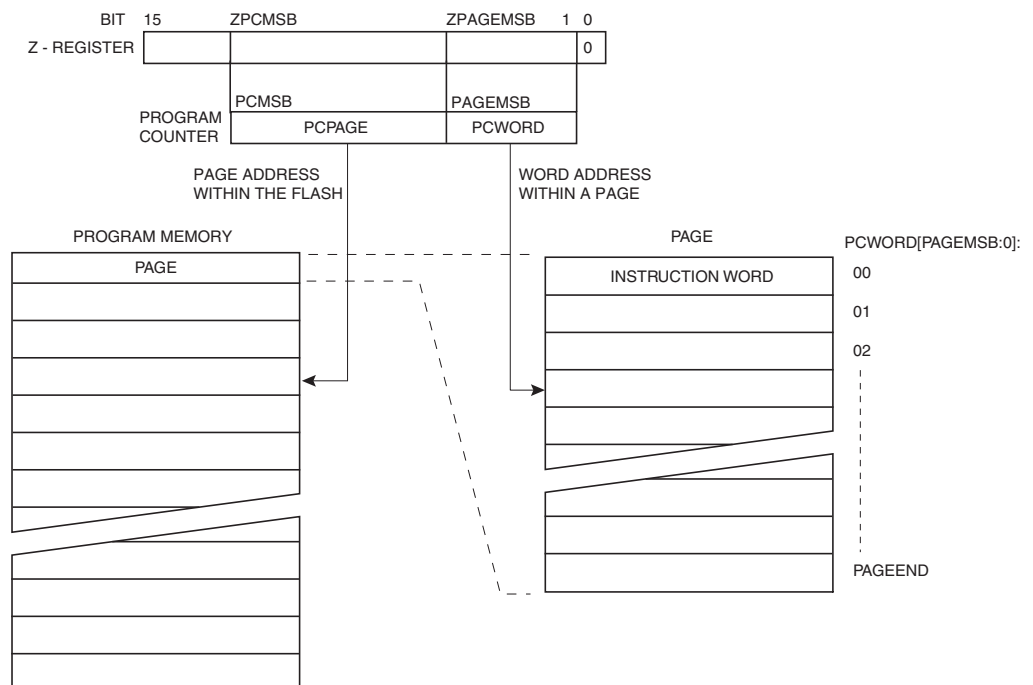 BIT 15 ZPCMSB ZPAGEMSB 1 0
Z - REGISTER 0
PCMSB PAGEMSB
PROGRAM
COUNTER
PCPAGE PCWORD
PAGE ADDRESS
WITHIN THE FLASH
WORD ADDRESS
WITHIN A PAGE
PROGRAM MEMORY
PAGE
PAGE
PCWORD[PAGEMSB:0]:
INSTRUCTION WORD
00
01
02
PAGEEND